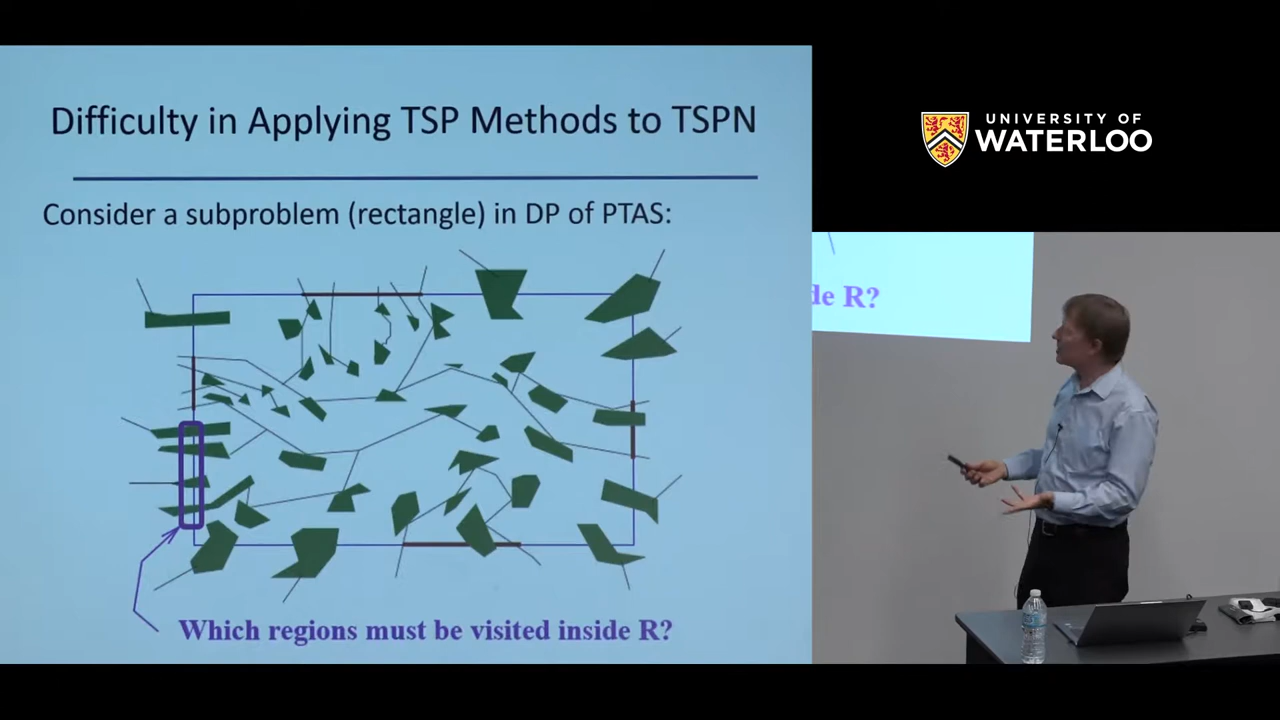 Difficulty in Applying TSP Methods to TSPN
Consider a subproblem (rectangle) in DP of PTAS:
Which regions must be visited inside R?
UNIVERSITY OF
WATERLOO
de R?